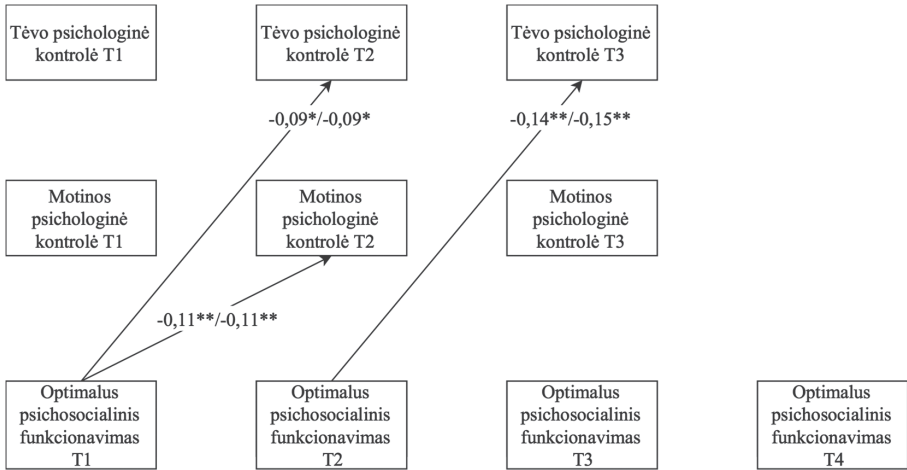 Tėvo psichologinė
kontrolė T1
Tėvo psichologinė
kontrolė T2
Tėvo psichologinė
kontrolė T3
-0,09*/-0,09*
-0,14**/-0,15**
Motinos
psichologinė
kontrolė T1
Motinos
psichologinė
kontrolė T2
Motinos
psichologinė
kontrolė T3
-0,11**/-0,11**
Optimalus
psichosocialinis
funkcionavimas
T1
Optimalus
psichosocialinis
funkcionavimas
T2
Optimalus
psichosocialinis
funkcionavimas
T3
Optimalus
psichosocialinis
funkcionavimas
T4